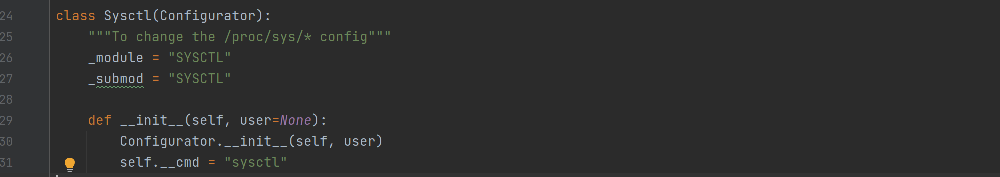 24 class Sysctl(Configurator):
25     """To change the /proc/sys/* config"""
26     _module = "SYSCTL"
27     _submod = "SYSCTL"
28
29     def __init__(self, user=None):
30         Configurator.__init__(self, user)
31         self.__cmd = "sysctl"